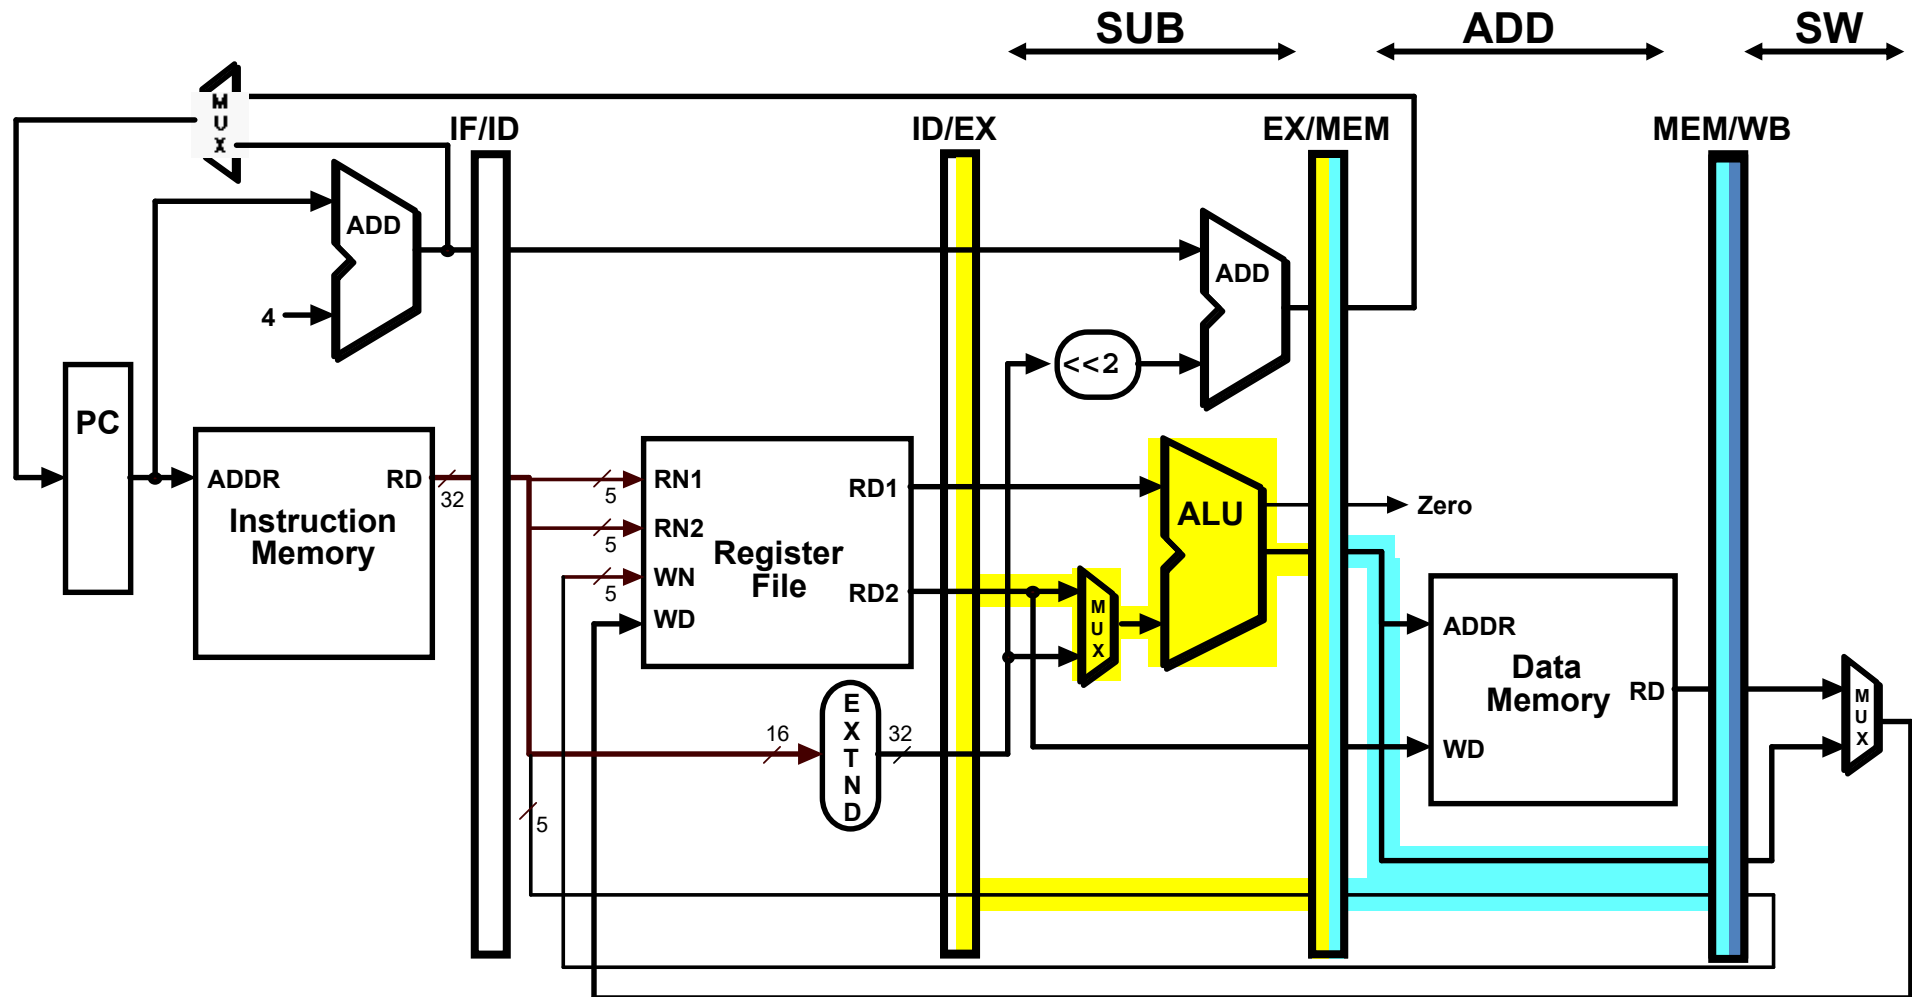 SUB
ADD
SW
M
U
X
IF/ID
ID/EX
EX/MEM
MEM/WB
ADD
ADD
4
<<2
PC
ADDR
RD
32
Instruction
Memory
5
RN1
5
RN2
5
WN
WD
Register
File
RD1
RD2
ALU
Zero
M
U
X
ADDR
Data
Memory
RD
WD
M
U
X
16
E
X
T
N
D
32
5